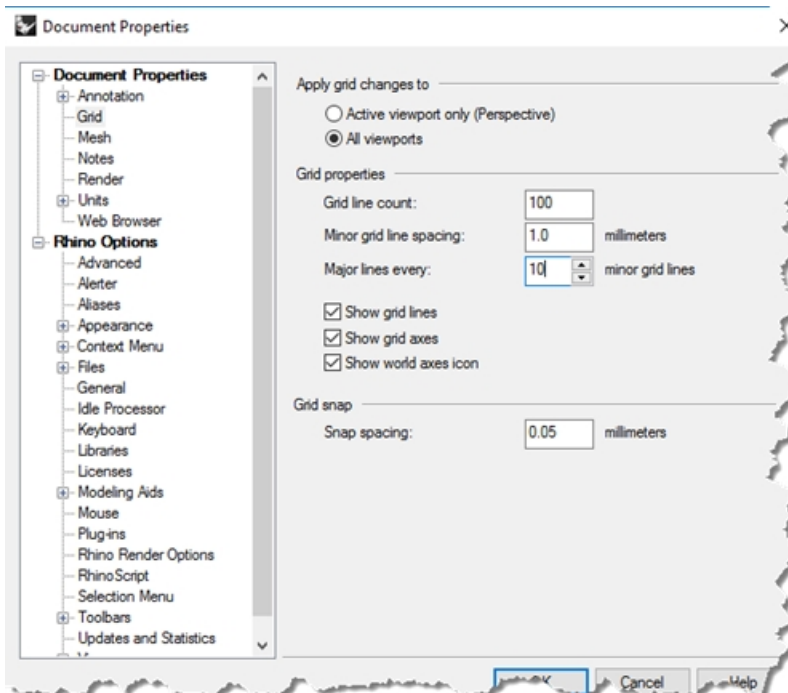 Document Properties
Document Properties
Annotation
Grid
Mesh
Notes
Render
Units
Web Browser
Rhino Options
Advanced
Alerter
Aliases
Appearance
Context Menu
Files
General
Idle Processor
Keyboard
Libraries
Licenses
Modeling Aids
Mouse
Plug-ins
Rhino Render Options
RhinoScript
Selection Menu
Toolbars
Updates and Statistics
Apply grid changes to
Active viewport only (Perspective)
All viewports
Grid properties
Grid line count: 100
Minor grid line spacing: 1.0 millimeters
Major lines every: 10 minor grid lines
Show grid lines
Show grid axes
Show world axes icon
Grid snap
Snap spacing: 0.05 millimeters
OK Cancel Help